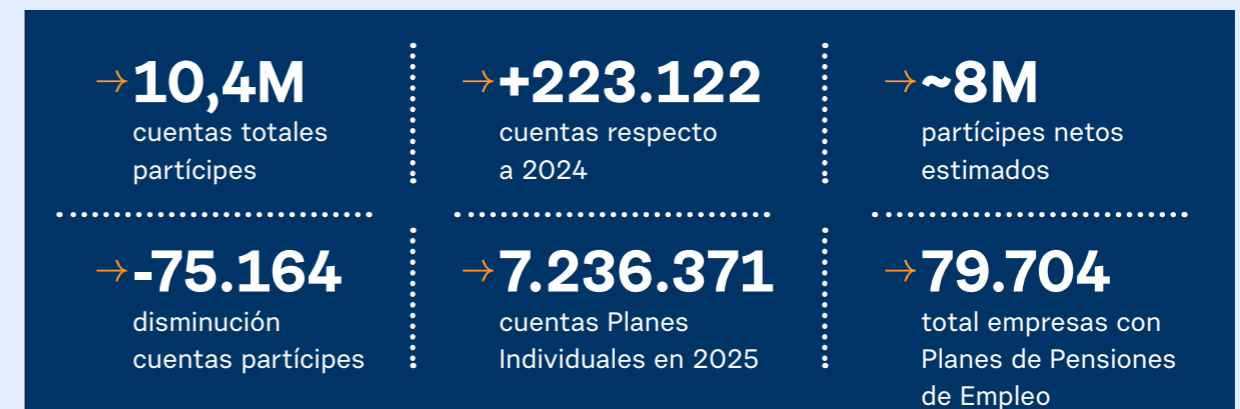 →10,4M
cuentas totales
partícipes
→+223.122
cuentas respecto
a 2024
→~8M
partícipes netos
estimados
→-75.164
disminución
cuentas partícipes
→7.236.371
cuentas Planes
Individuales en 2025
→79.704
total empresas con
Planes de Pensiones
de Empleo